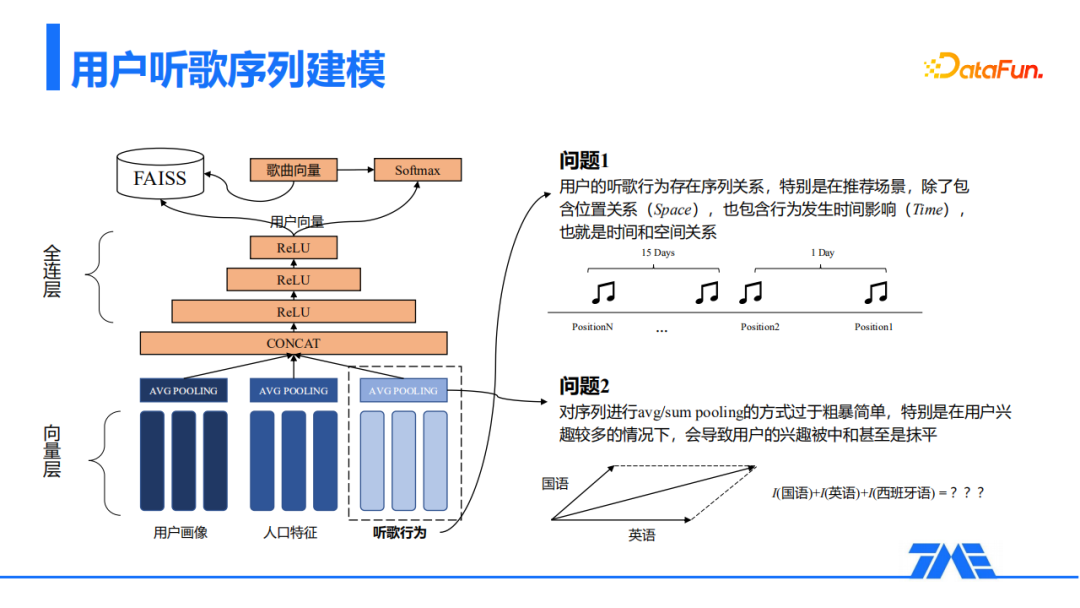 用户听歌序列建模
DataFun.
FAISS
歌曲向量
Softmax
用户向量
全连层
ReLU
ReLU
ReLU
CONCAT
AVG POOLING
AVG POOLING
AVG POOLING
向量层
用户画像
人口特征
听歌行为
问题1
用户的听歌行为存在序列关系，特别是在推荐场景，除了包
含位置关系（Space），也包含行为发生时间影响（Time），
也就是时间和空间关系
15 Days
1 Day
PositionN
...
Position2
Position1
问题2
对序列进行avg/sum pooling的方式过于粗暴简单，特别是在用户兴
趣较多的情况下，会导致用户的兴趣被中和甚至是抹平
国语
英语
I(国语)+I(英语)+I(西班牙语) =？？？
TME